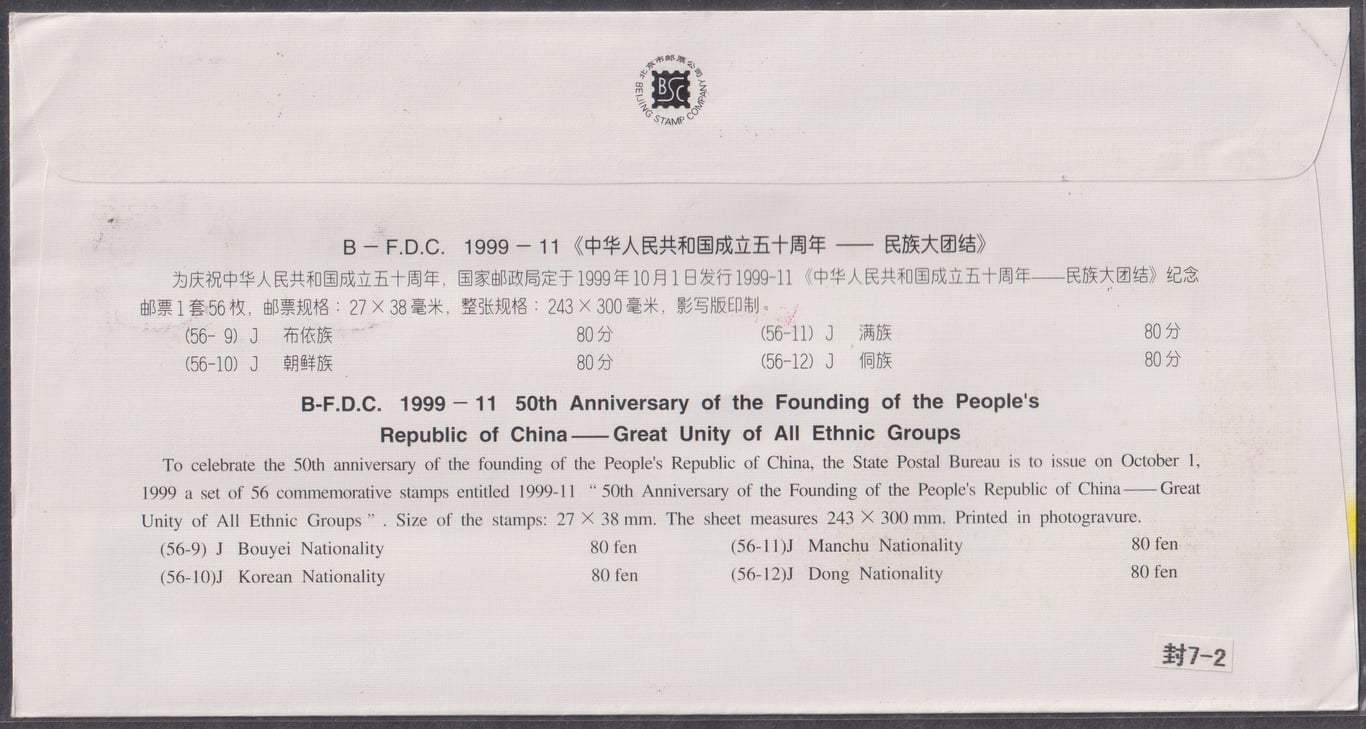 北京市邮票公司
BSC
BEIJING STAMP COMPANY
B － F.D.C. 1999 － 11《中华人民共和国成立五十周年 —— 民族大团结》
为庆祝中华人民共和国成立五十周年，国家邮政局定于1999年10月1日发行1999-11《中华人民共和国成立五十周年——民族大团结》纪念
邮票1套56枚，邮票规格：27×38毫米，整张规格：243×300毫米，影写版印制。
(56- 9) J 布依族 80分 (56-11) J 满族 80分
(56-10) J 朝鲜族 80分 (56-12) J 侗族 80分
B-F.D.C. 1999－11 50th Anniversary of the Founding of the People's
Republic of China——Great Unity of All Ethnic Groups
To celebrate the 50th anniversary of the founding of the People's Republic of China, the State Postal Bureau is to issue on October 1,
1999 a set of 56 commemorative stamps entitled 1999-11 “ 50th Anniversary of the Founding of the People's Republic of China——Great
Unity of All Ethnic Groups ” . Size of the stamps: 27×38 mm. The sheet measures 243×300 mm. Printed in photogravure.
(56-9) J Bouyei Nationality 80 fen (56-11)J Manchu Nationality 80 fen
(56-10)J Korean Nationality 80 fen (56-12)J Dong Nationality 80 fen
封7-2